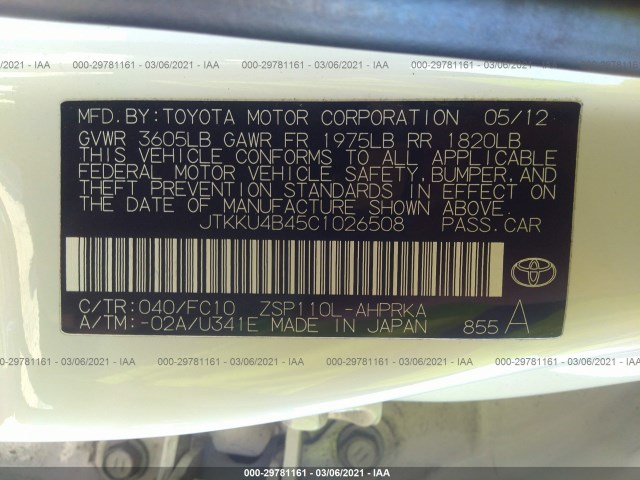 000-29781161 - 03/06/2021 - IAA 000-29781161 - 03/06/2021 - IAA 000-29781161 - 03/06/2021 - IAA
MFD. BY: TOYOTA MOTOR CORPORATION 05/12
GVWR 3605LB GAWR FR 1975LB RR 1820LB
THIS VEHICLE CONFORMS TO ALL APPLICABLE
FEDERAL MOTOR VEHICLE SAFETY, BUMPER, AND
THEFT PREVENTION STANDARDS IN EFFECT ON
THE DATE OF MANUFACTURE SHOWN ABOVE.
JTKKU4B45C1026508 PASS. CAR
C/TR: 040/FC10 ZSP110L-AHPRKA
A/TM: -02A/U341E MADE IN JAPAN 855 A
000-29781161 - 03/06/2021 - IAA 000-29781161 - 03/06/2021 - IAA 000-29781161 - 03/06/2021 - IAA
000-29781161 - 03/06/2021 - IAA